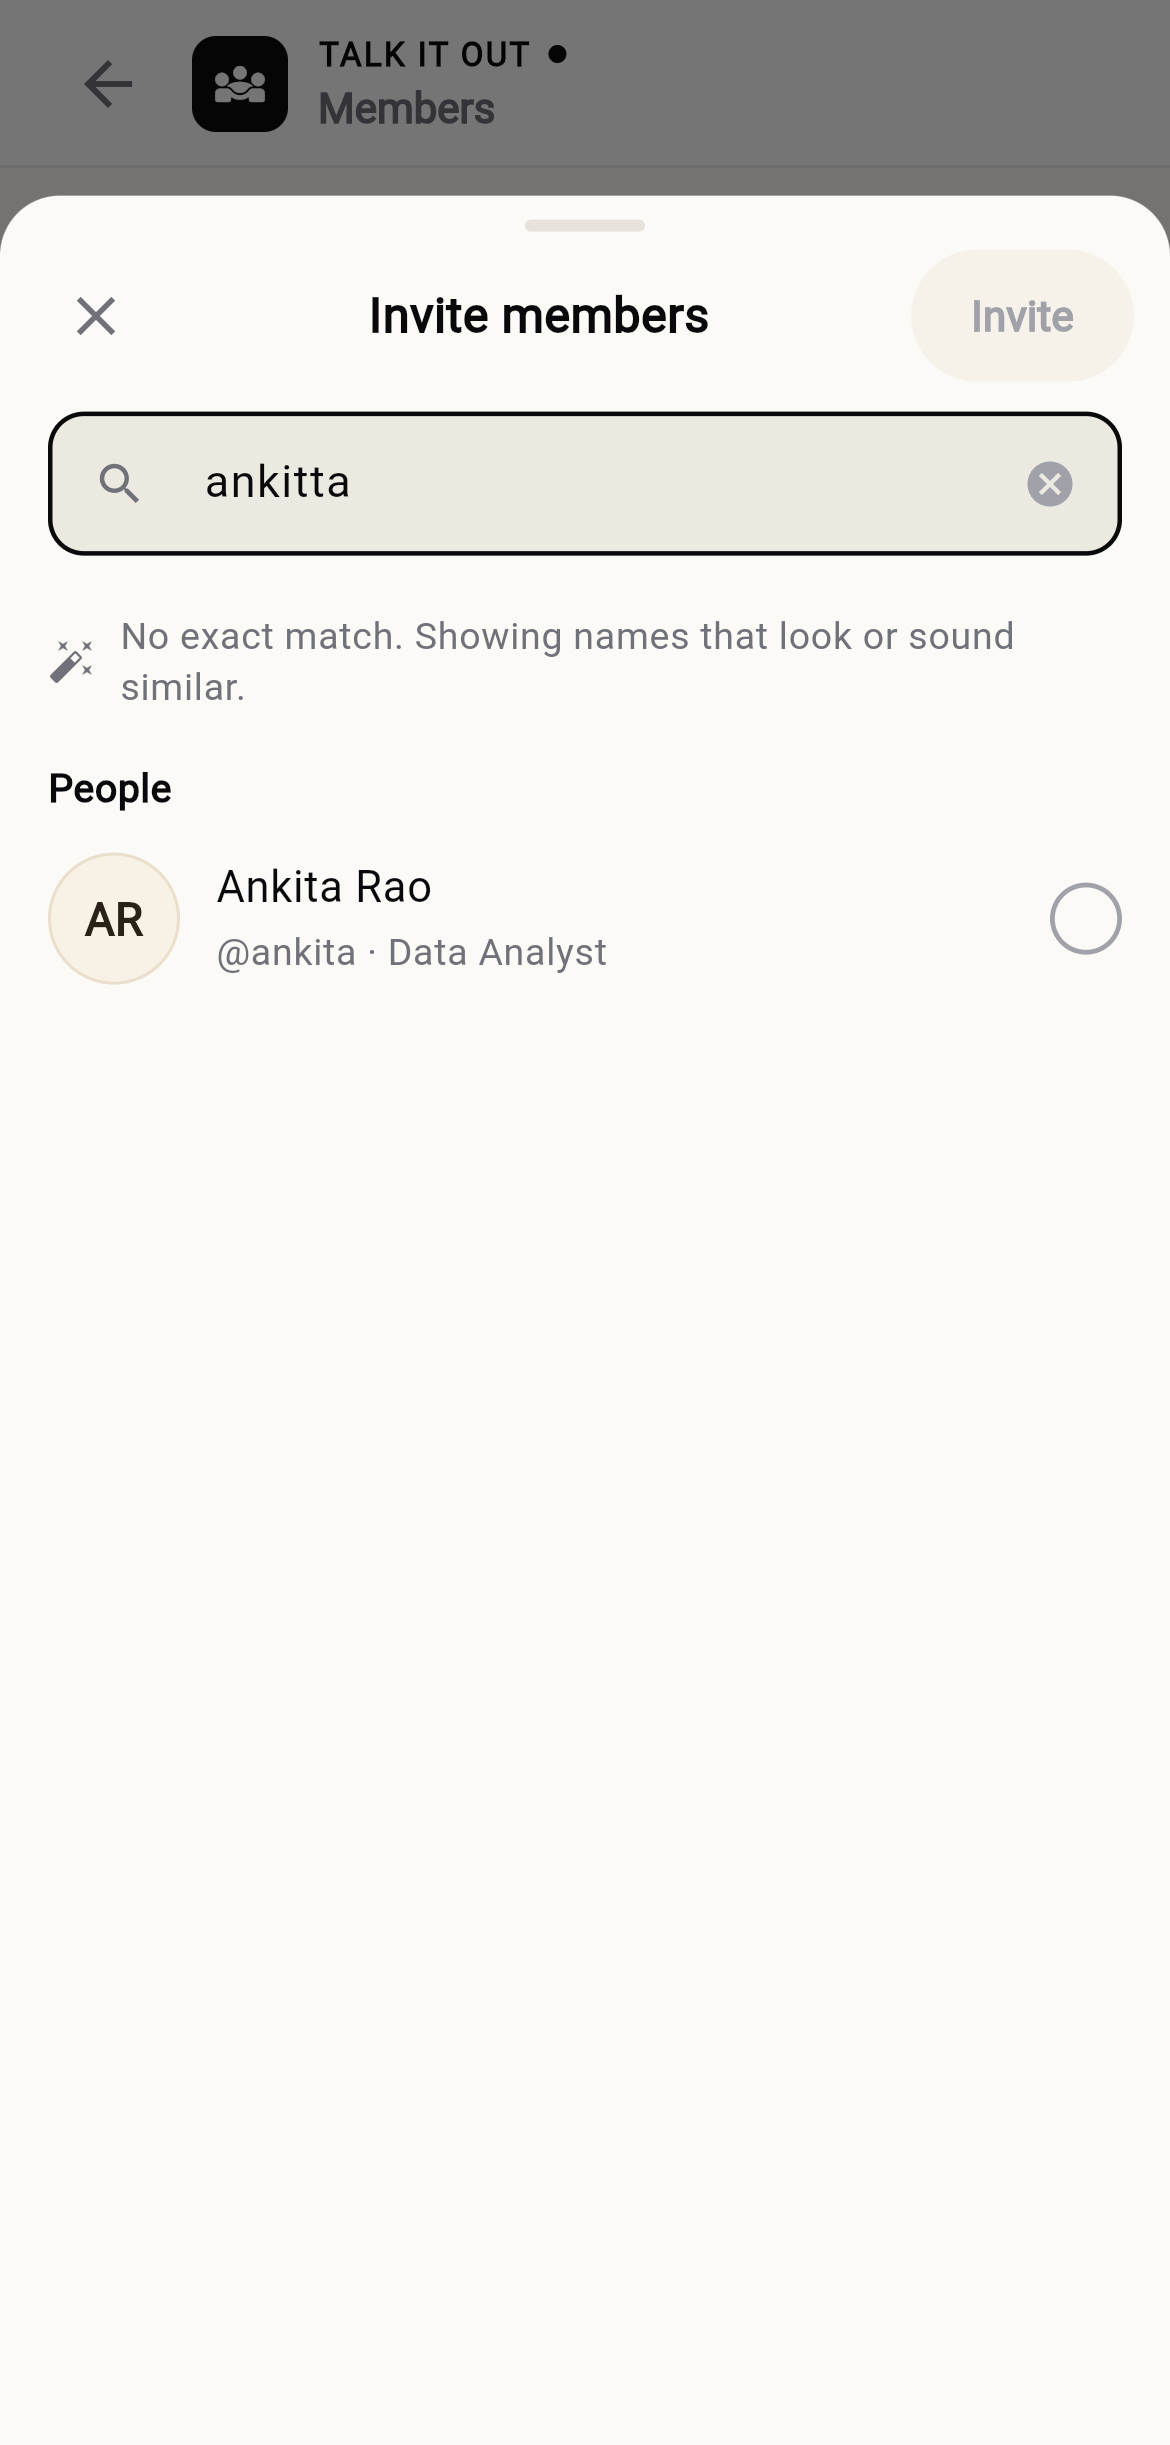 TALK IT OUT
Members
Invite members
Invite
ankitta
No exact match. Showing names that look or sound
similar.
People
AR
Ankita Rao
@ankita · Data Analyst